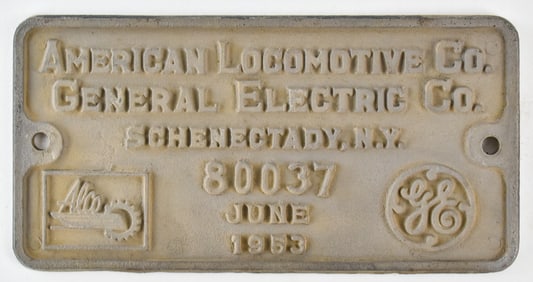 AMERICAN LOCOMOTIVE CO.
GENERAL ELECTRIC CO.
SCHENECTADY, N.Y.
80037
JUNE
1953
Alco
GE